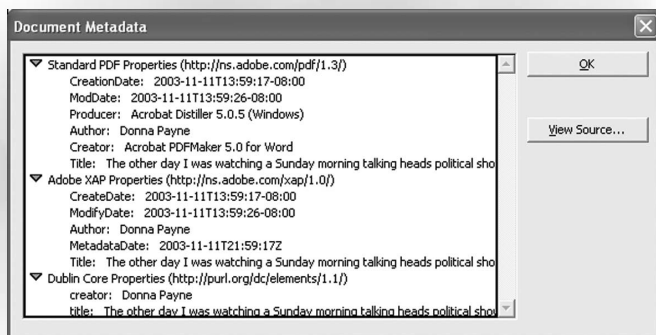 Document Metadata
Standard PDF Properties (http://ns.adobe.com/pdf/1.3/)
CreationDate: 2003-11-11T13:59:17-08:00
ModDate: 2003-11-11T13:59:26-08:00
Producer: Acrobat Distiller 5.0.5 (Windows)
Author: Donna Payne
Creator: Acrobat PDFMaker 5.0 for Word
Title: The other day I was watching a Sunday morning talking heads political sho
Adobe XAP Properties (http://ns.adobe.com/xap/1.0/)
CreateDate: 2003-11-11T13:59:17-08:00
ModifyDate: 2003-11-11T13:59:26-08:00
Author: Donna Payne
MetadataDate: 2003-11-11T21:59:17Z
Title: The other day I was watching a Sunday morning talking heads political sho
Dublin Core Properties (http://purl.org/dc/elements/1.1/)
creator: Donna Payne
title: The other day I was watching a Sunday morning talking heads political show
OK
View Source...